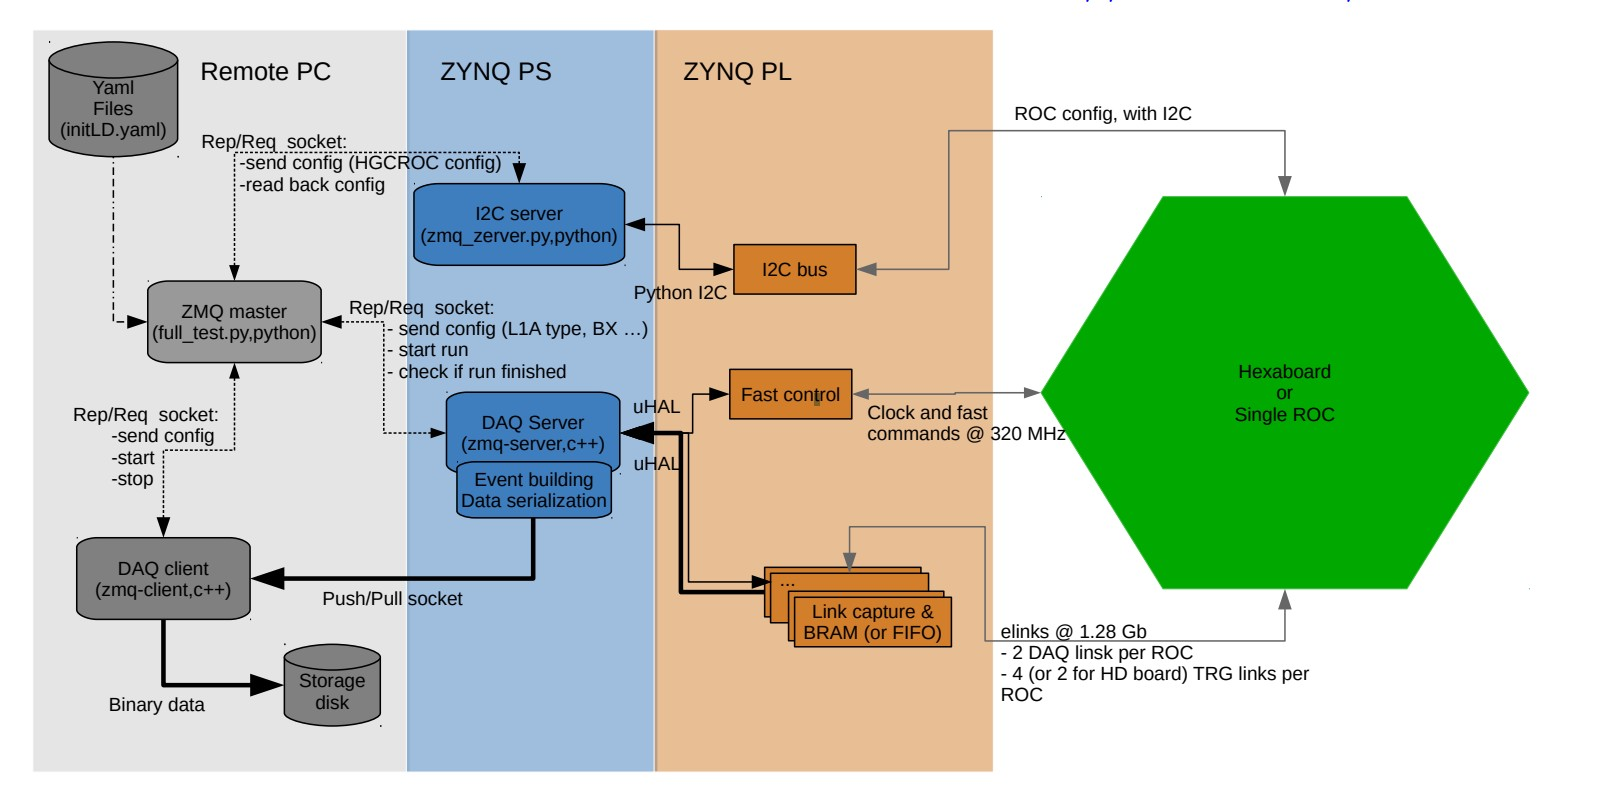 Remote PC
ZYNQ PS
ZYNQ PL
Yaml
Files
(initLD.yaml)
Rep/Req socket:
-send config (HGCROC config)
-read back config
ROC config, with I2C
I2C server
(zmq_zerver.py,python)
I2C bus
Python I2C
ZMQ master
(full_test.py,python)
Rep/Req socket:
- send config (L1A type, BX …)
- start run
- check if run finished
Hexaboard
or
Single ROC
Fast control
uHAL
Clock and fast
commands @ 320 MHz
Rep/Req socket:
-send config
-start
-stop
DAQ Server
(zmq-server,c++)
uHAL
Event building
Data serialization
DAQ client
(zmq-client,c++)
Push/Pull socket
...
Link capture &
BRAM (or FIFO)
elinks @ 1.28 Gb
- 2 DAQ linsk per ROC
- 4 (or 2 for HD board) TRG links per
ROC
Storage
disk
Binary data